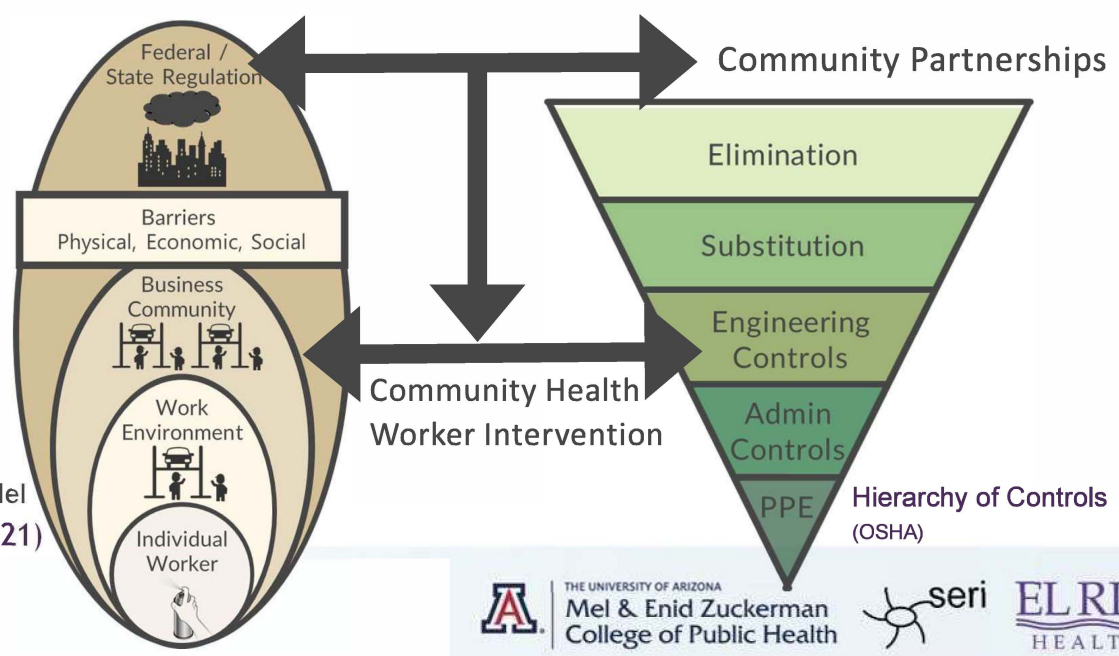 Federal /
State Regulation
Barriers
Physical, Economic, Social
Business
Community
Work
Environment
Individual
Worker
21)
Community Partnerships
Community Health
Worker Intervention
Elimination
Substitution
Engineering
Controls
Admin
Controls
PPE
Hierarchy of Controls
(OSHA)
A
THE UNIVERSITY OF ARIZONA
Mel & Enid Zuckerman
College of Public Health
seri
EL